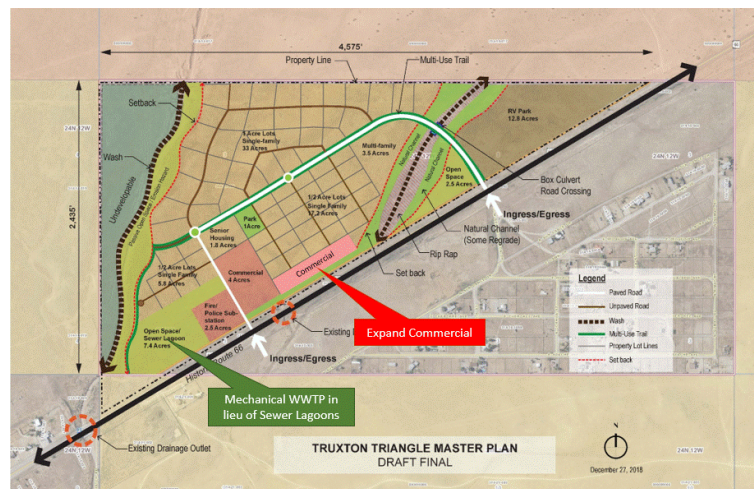 4,575'
Property Line
Multi-Use Trail
Setback
2,435'
24N,12W
Wash
Undevelopable
1 Acre Lots
Single-family
33 Acres
Multi-family
3.5 Acres
Natural Channel
Natural Channel
RV Park
12.8 Acres
Open
Space
2.5 Acres
Box Culvert
Road Crossing
1/2 Acre Lots
Single Family
17.2 Acres
Park
1Acre
Senior
Housing
1.8 Acres
Ingress/Egress
Natural Channel
(Some Regrade)
Rip Rap
Set back
1/2 Acre Lots
Single Family
5.8 Acres
Commercial
4 Acres
Commercial
Fire/
Police Sub-
station
2.5 Acres
Open Space/
Sewer Lagoon
7.4 Acres
Existing
Expand Commercial
Ingress/Egress
Historic Route 66
Mechanical WWTP in
lieu of Sewer Lagoons
Legend
Paved Road
Unpaved Road
Wash
Multi-Use Trail
Property Lot Lines
Set back
Existing Drainage Outlet
24N,12W
TRUXTON TRIANGLE MASTER PLAN
DRAFT FINAL
December 27, 2018
24N,12W